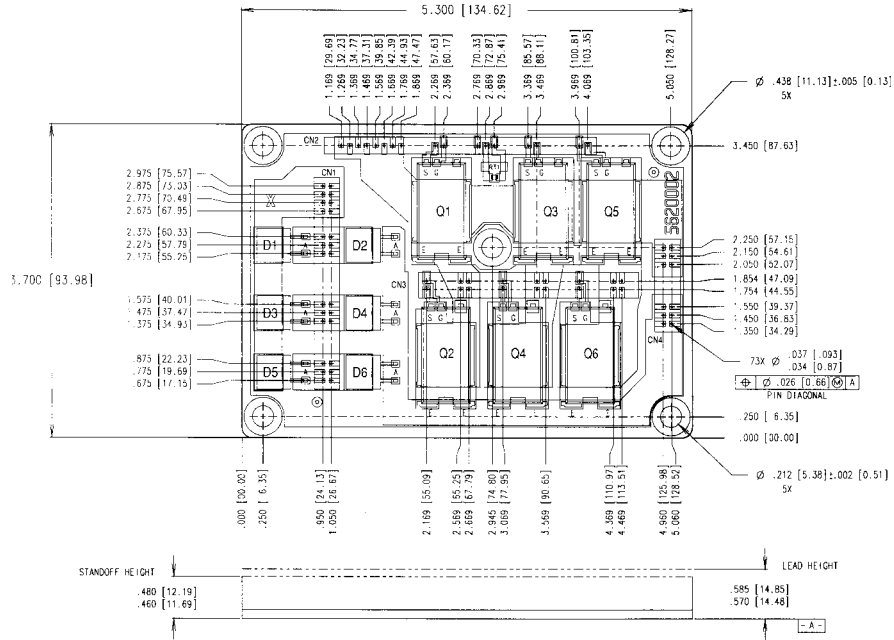 5.300 [134.62]
1.169 [29.69]
1.269 [32.23]
1.369 [34.77]
1.469 [37.31]
1.569 [39.85]
1.669 [42.39]
1.769 [44.93]
1.869 [47.47]
2.269 [57.63]
2.369 [60.17]
2.769 [70.33]
2.869 [72.87]
2.969 [75.41]
3.369 [85.57]
3.469 [88.11]
3.969 [100.81]
4.069 [103.35]
5.060 [128.27]
Ø .438 [11.13]±.005 [0.13]
5X
3.450 [87.63]
CN2
CN1
2.975 [75.57]
2.875 [73.03]
2.775 [70.49]
2.675 [67.95]
X
R31
S G
S G
S G
Q1
Q3
Q5
5620002
2.375 [60.33]
2.275 [57.79]
2.175 [55.25]
D1
A
D2
A
E E
E
E E
2.250 [57.15]
2.150 [54.61]
2.050 [52.07]
1.854 [47.09]
1.754 [44.55]
3.700 [93.98]
CN3
1.575 [40.01]
1.475 [37.47]
1.375 [34.93]
D3
A
D4
A
S G
S G
S G
1.550 [39.37]
1.450 [36.83]
1.350 [34.29]
CN4
Q2
Q4
Q6
.875 [22.23]
.775 [19.69]
.675 [17.15]
D5
A
D6
A
73X Ø .037 [.093]
.034 [0.87]
⌖ Ø .026 [0.66] Ⓜ A
PIN DIAGONAL
.250 [ 6.35]
.000 [00.00]
Ø .212 [5.38]±.002 [0.51]
5X
.000 [00.00]
.250 [ 6.35]
.950 [24.13]
1.050 [26.67]
2.169 [55.09]
2.569 [65.25]
2.669 [67.79]
2.945 [74.80]
3.069 [77.95]
3.569 [90.65]
4.369 [110.97]
4.469 [113.51]
4.960 [125.98]
5.060 [128.52]
STANDOFF HEIGHT
.480 [12.19]
.460 [11.69]
LEAD HEIGHT
.585 [14.85]
.570 [14.48]
- A -